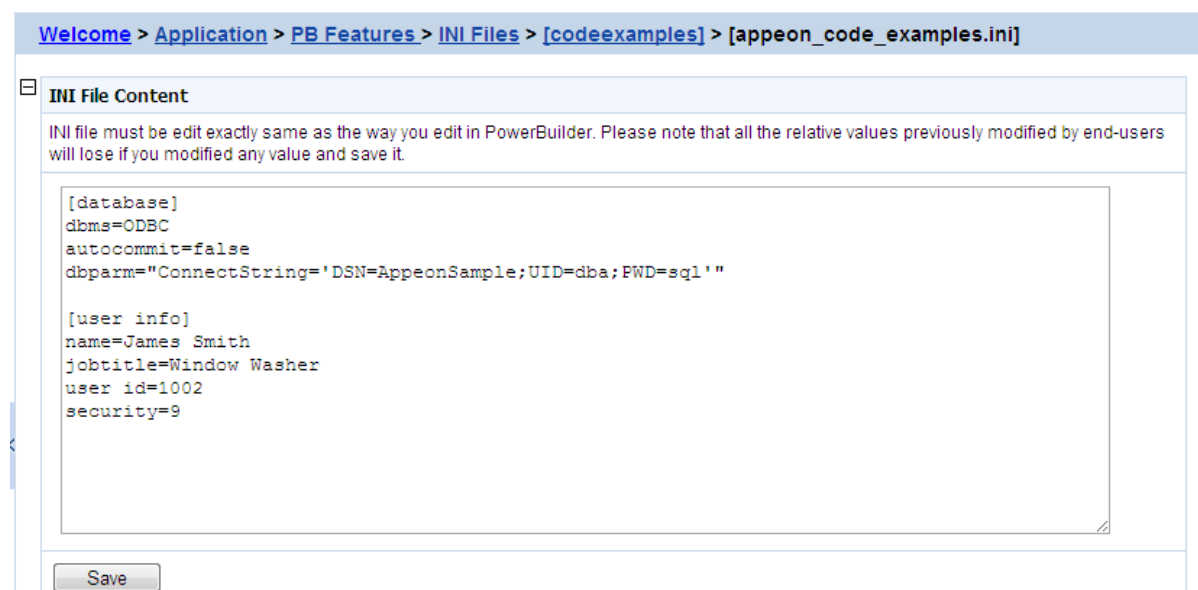 Welcome > Application > PB Features > INI Files > [codeexamples] > [appeon_code_examples.ini]
INI File Content
INI file must be edit exactly same as the way you edit in PowerBuilder. Please note that all the relative values previously modified by end-users
will lose if you modified any value and save it.
[database]
dbms=ODBC
autocommit=false
dbparm="ConnectString='DSN=AppeonSample;UID=dba;PWD=sql'"
[user info]
name=James Smith
jobtitle=Window Washer
user id=1002
security=9
Save